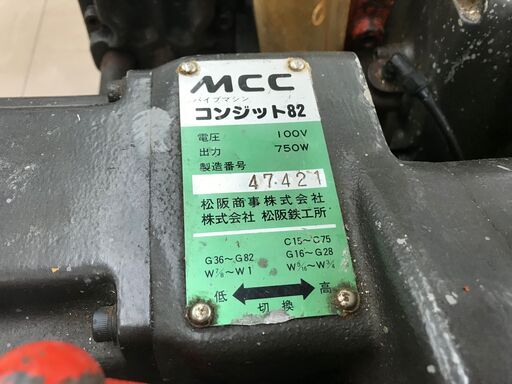 MCC
パイプマシン
コンジット82
電圧 100V
出力 750W
製造番号
47421
松阪商事株式会社
株式会社 松阪鉄工所
C15~C75
G36~G82 G16~G28
W⅞~W1 W5/16~W¾
低 高
切換